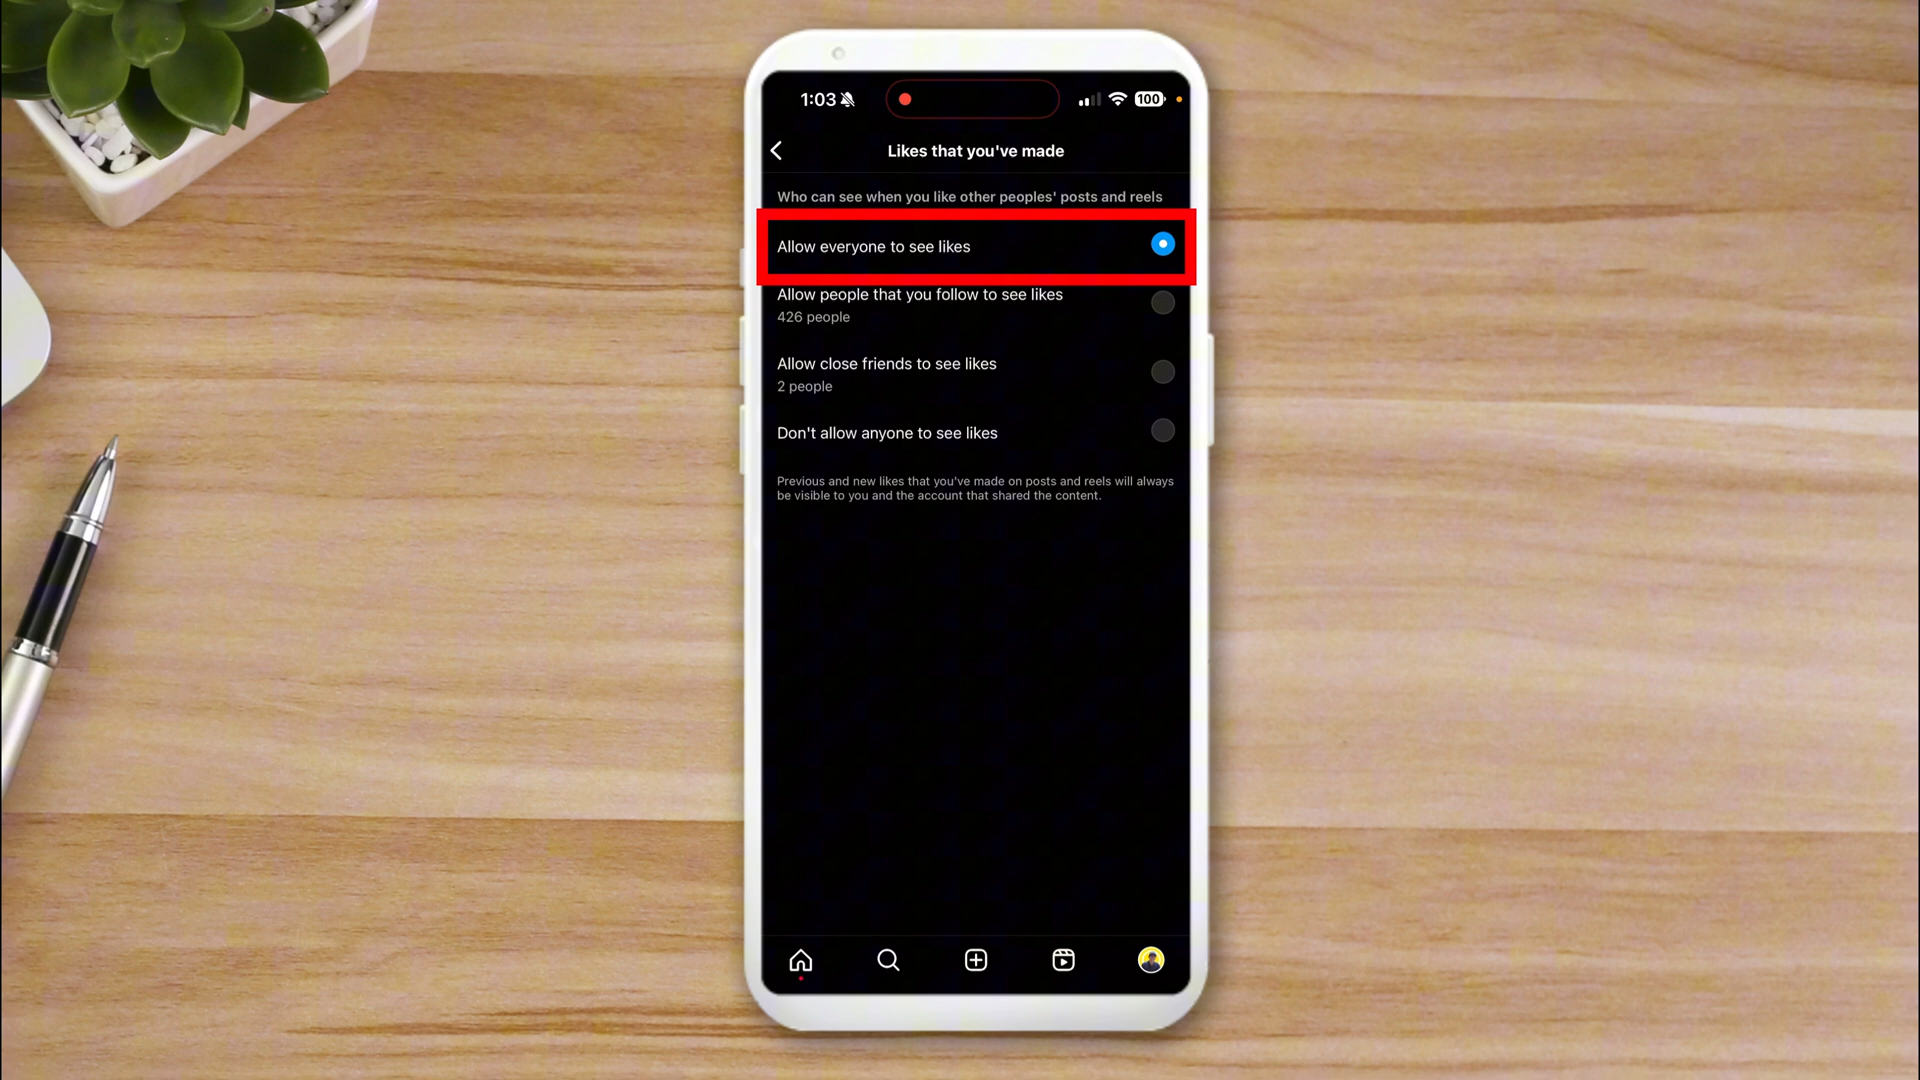 1:03
100
Likes that you've made
Who can see when you like other peoples' posts and reels
Allow everyone to see likes
Allow people that you follow to see likes
426 people
Allow close friends to see likes
2 people
Don't allow anyone to see likes
Previous and new likes that you've made on posts and reels will always
be visible to you and the account that shared the content.